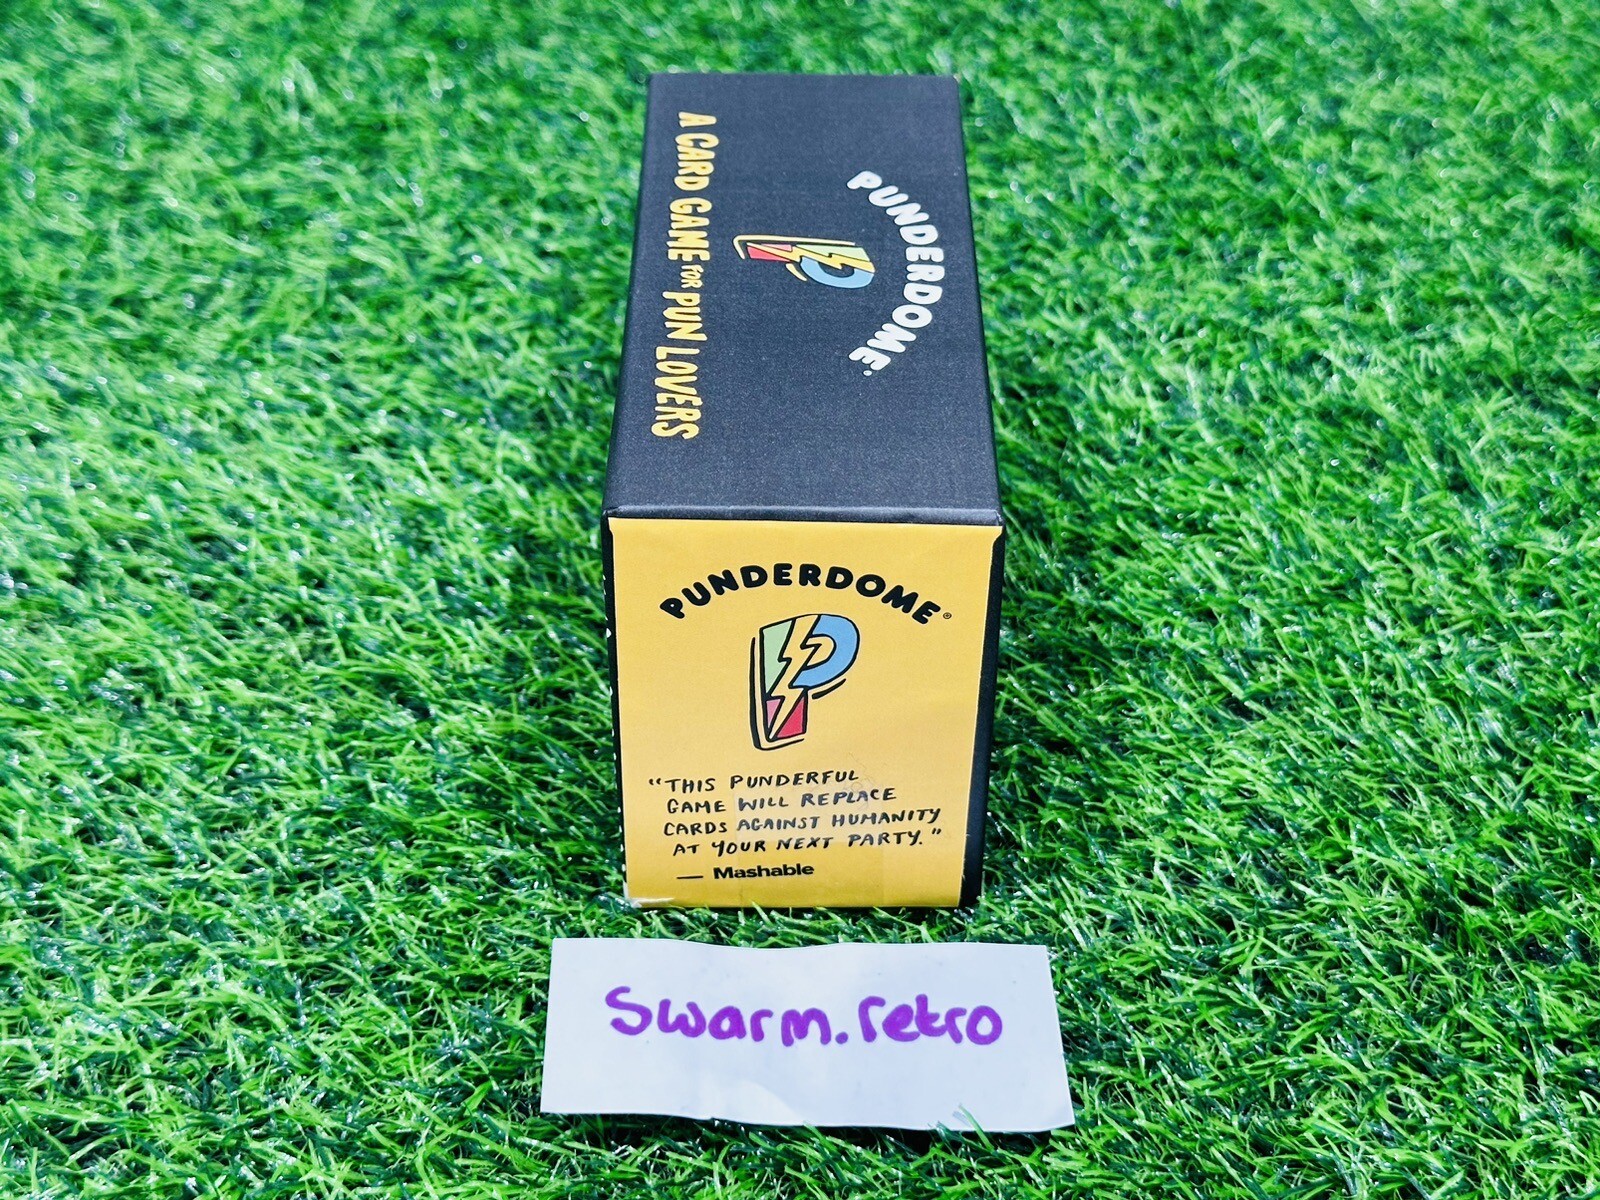 PUNDERDOME.
A CARD GAME FOR PUN LOVERS
PUNDERDOME®
P
"THIS PUNDERFUL
GAME WILL REPLACE
CARDS AGAINST HUMANITY
AT YOUR NEXT PARTY."
— Mashable
swarm.retro